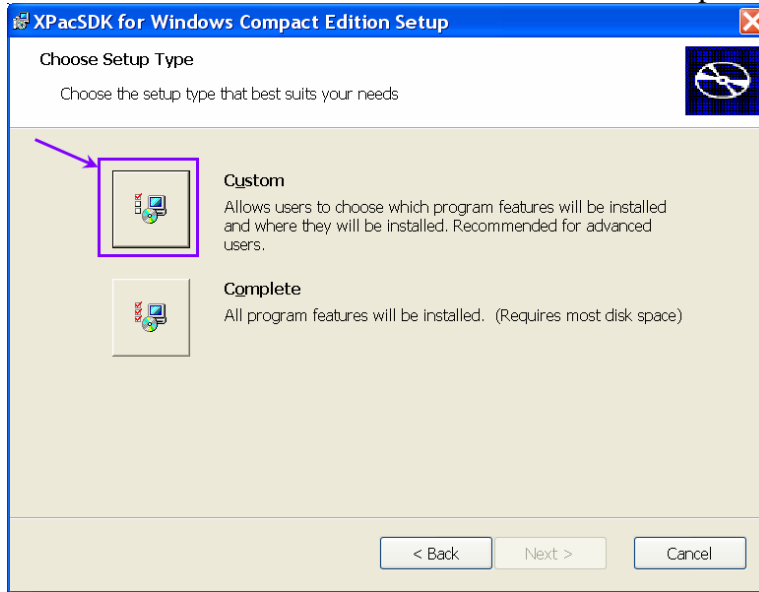 XPacSDK for Windows Compact Edition Setup
Choose Setup Type
Choose the setup type that best suits your needs
Custom
Allows users to choose which program features will be installed
and where they will be installed. Recommended for advanced
users.
Complete
All program features will be installed. (Requires most disk space)
< Back
Next >
Cancel